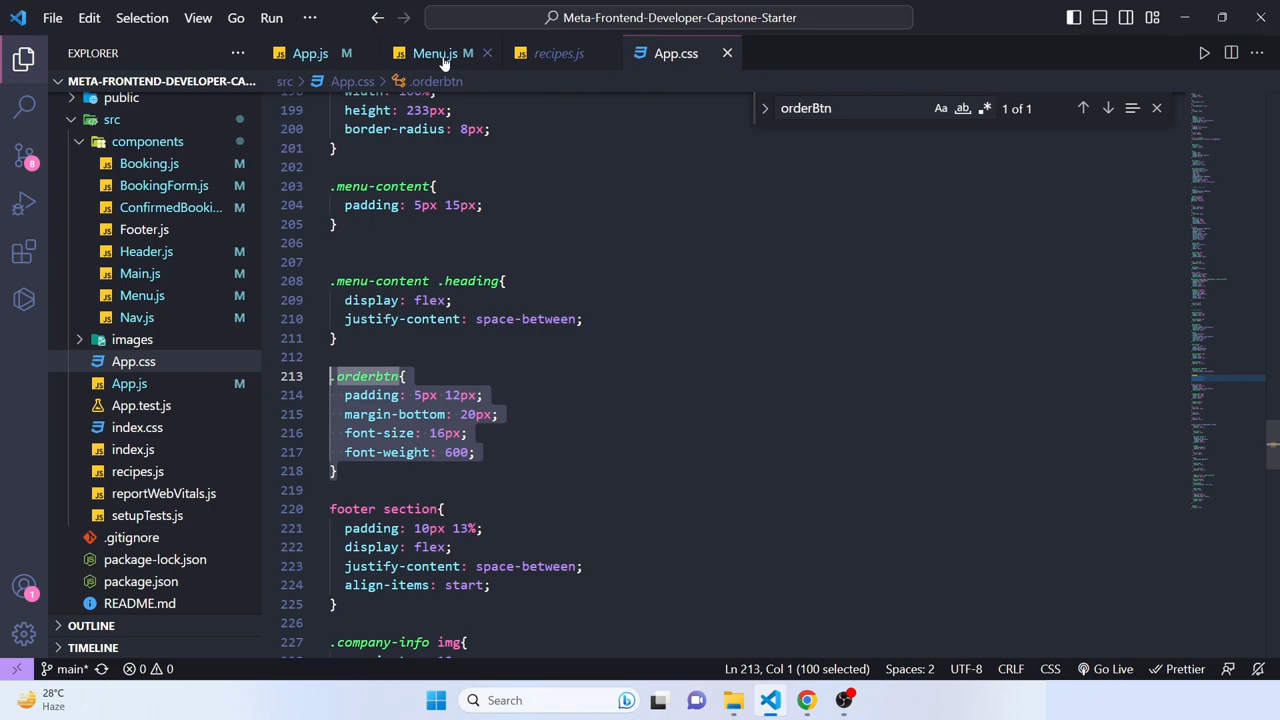 File Edit Selection View Go Run ··· Meta-Frontend-Developer-Capstone-Starter
EXPLORER ···
App.js M Menu.js M recipes.js App.css
META-FRONTEND-DEVELOPER-CA...
src > App.css > .orderbtn
orderBtn Aa ab 1 of 1
public
src
components
Booking.js M
BookingForm.js M
ConfirmedBooki... M
Footer.js
Header.js M
Main.js M
Menu.js M
Nav.js M
images
App.css
App.js M
App.test.js
index.css
index.js
recipes.js
reportWebVitals.js
setupTests.js
.gitignore
package-lock.json
package.json
README.md
OUTLINE
TIMELINE
8
1
198 width: 100%;
199 height: 233px;
200 border-radius: 8px;
201 }
202
203 .menu-content{
204 padding: 5px 15px;
205 }
206
207
208 .menu-content .heading{
209 display: flex;
210 justify-content: space-between;
211 }
212
213 .orderbtn{
214 padding: 5px 12px;
215 margin-bottom: 20px;
216 font-size: 16px;
217 font-weight: 600;
218 }
219
220 footer section{
221 padding: 10px 13%;
222 display: flex;
223 justify-content: space-between;
224 align-items: start;
225 }
226
227 .company-info img{
main* 0 0 Ln 213, Col 1 (100 selected) Spaces: 2 UTF-8 CRLF CSS Go Live Prettier
28°C
Haze
Search